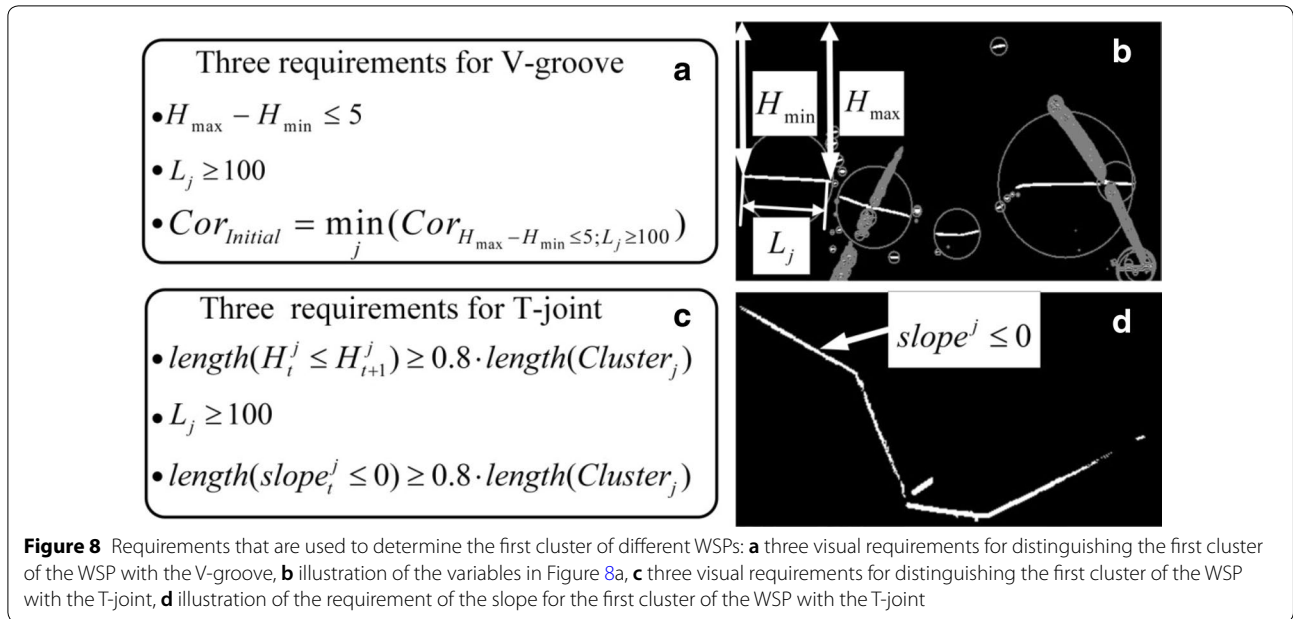 Three requirements for V-groove
a
•H_max − H_min ≤ 5
•L_j ≥ 100
•Cor_Initial = min_j (Cor_{H_max − H_min ≤ 5; L_j ≥ 100})
b
H_min
H_max
L_j
Three requirements for T-joint
c
•length(H_t^j ≤ H_{t+1}^j) ≥ 0.8 · length(Cluster_j)
•L_j ≥ 100
•length(slope_t^j ≤ 0) ≥ 0.8 · length(Cluster_j)
d
slope^j ≤ 0
Figure 8 Requirements that are used to determine the first cluster of different WSPs: a three visual requirements for distinguishing the first cluster
of the WSP with the V-groove, b illustration of the variables in Figure 8a, c three visual requirements for distinguishing the first cluster of the WSP
with the T-joint, d illustration of the requirement of the slope for the first cluster of the WSP with the T-joint